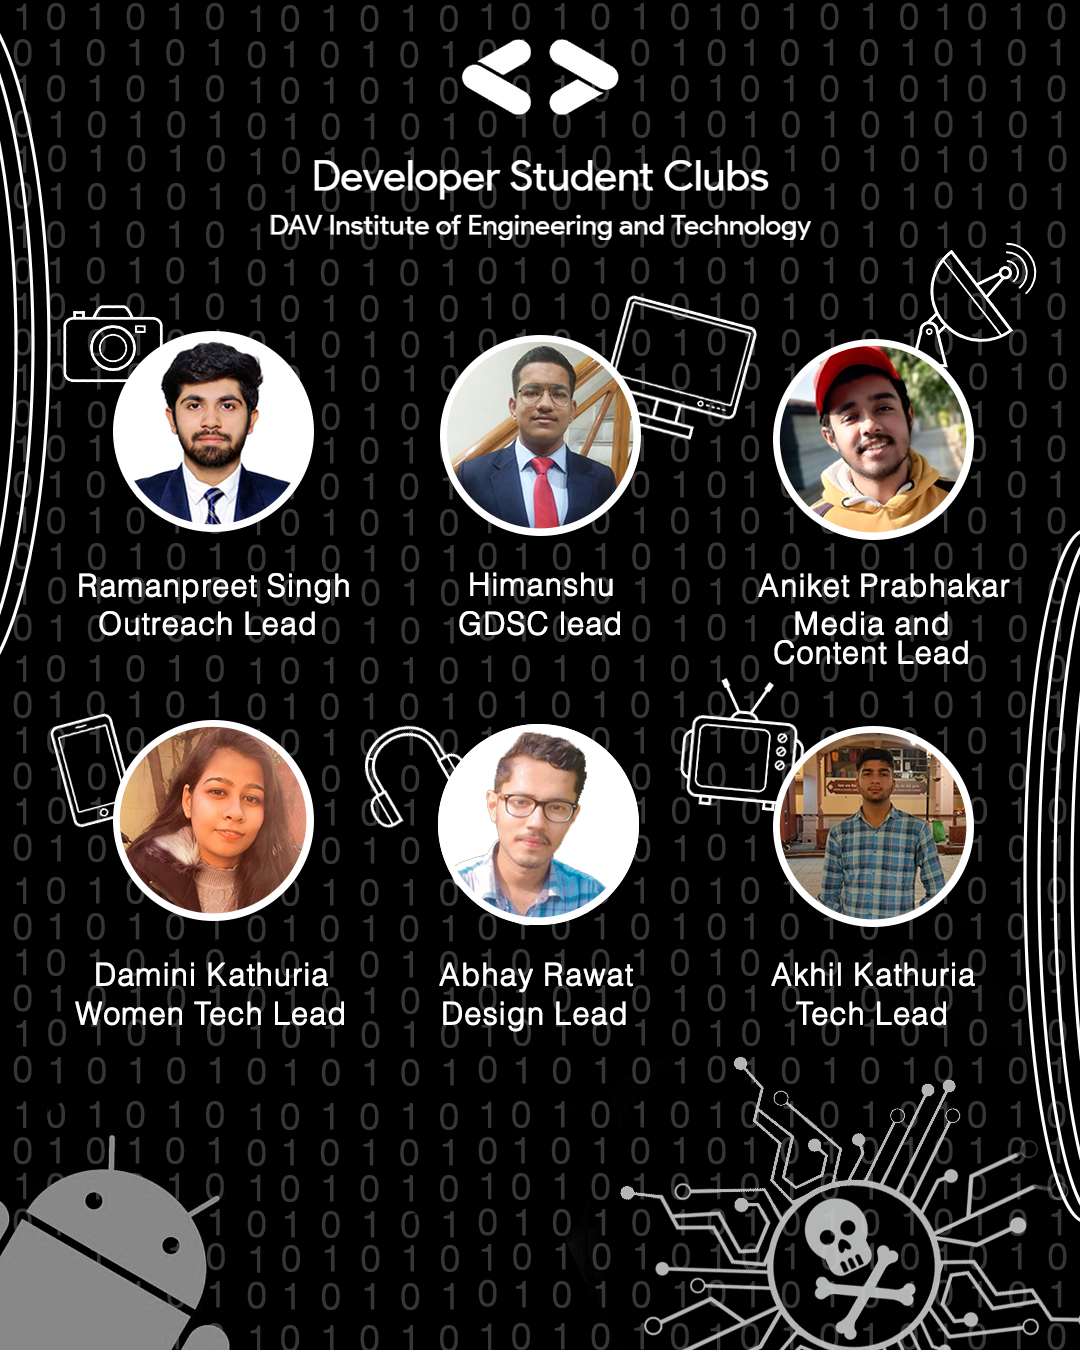 Developer Student Clubs
DAV Institute of Engineering and Technology
Ramanpreet Singh
Outreach Lead
Himanshu
GDSC lead
Aniket Prabhakar
Media and
Content Lead
Damini Kathuria
Women Tech Lead
Abhay Rawat
Design Lead
Akhil Kathuria
Tech Lead